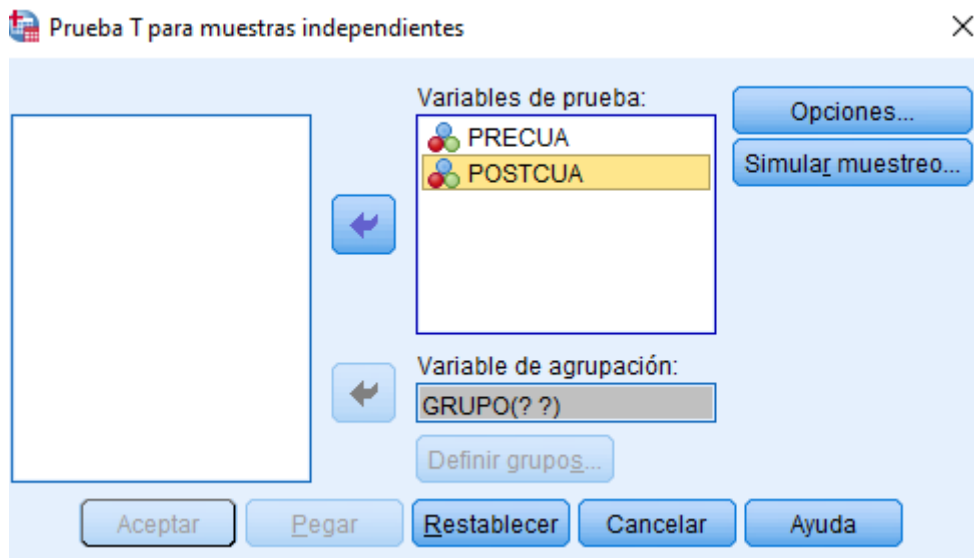 Prueba T para muestras independientes
Variables de prueba:
PRECUA
POSTCUA
Opciones...
Simular muestreo...
Variable de agrupación:
GRUPO(? ?)
Definir grupos...
Aceptar Pegar Restablecer Cancelar Ayuda